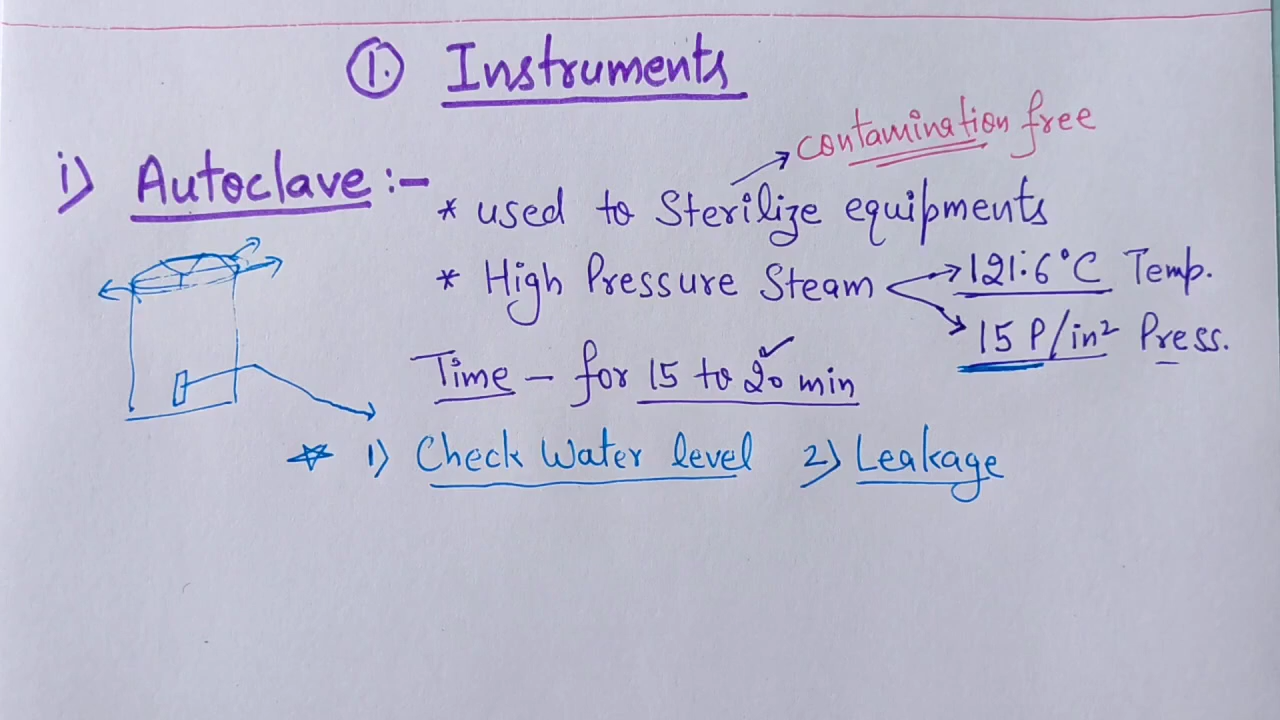 ① Instruments
contamination free
i) Autoclave :-
* used to Sterilize equipments
* High Pressure Steam → 121.6°C Temp.
→ 15 P/in² Press.
Time - for 15 to 20 min
1) Check Water level 2) Leakage